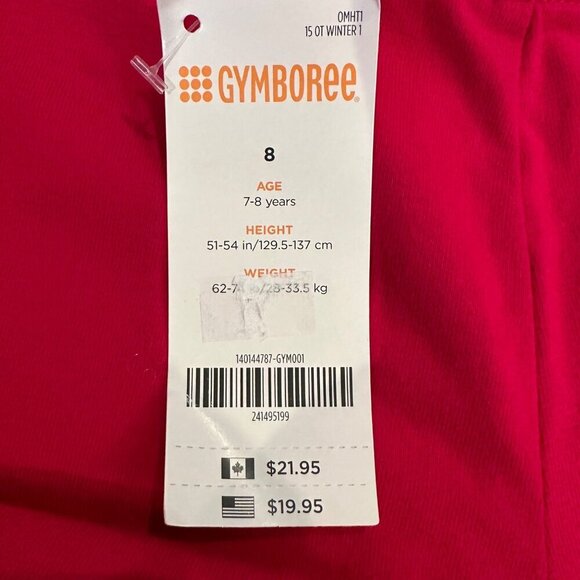 OMHT1
15 OT WINTER 1
GYMBOREE
8
AGE
7-8 years
HEIGHT
51-54 in/129.5-137 cm
WEIGHT
33.5 kg
140144787-GYM001
241495199
$21.95
$19.95